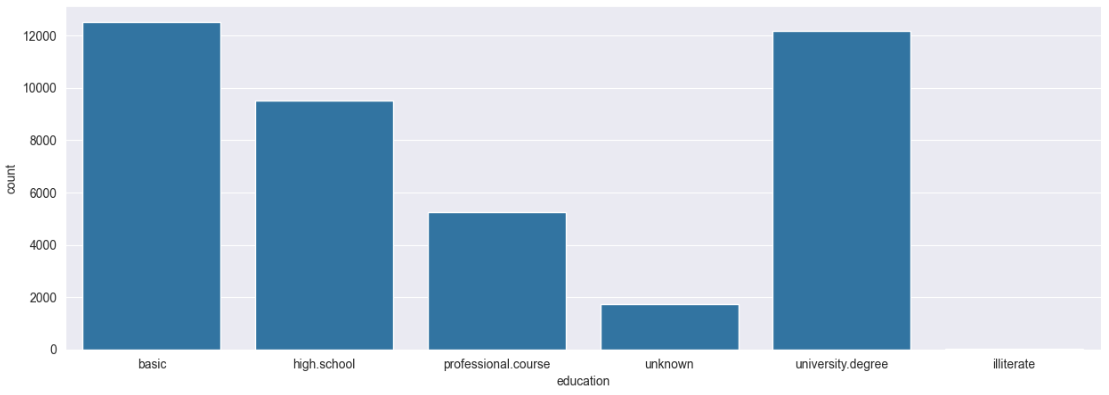 12000
10000
8000
6000
4000
2000
0
count
basic high.school professional.course unknown university.degree illiterate
education